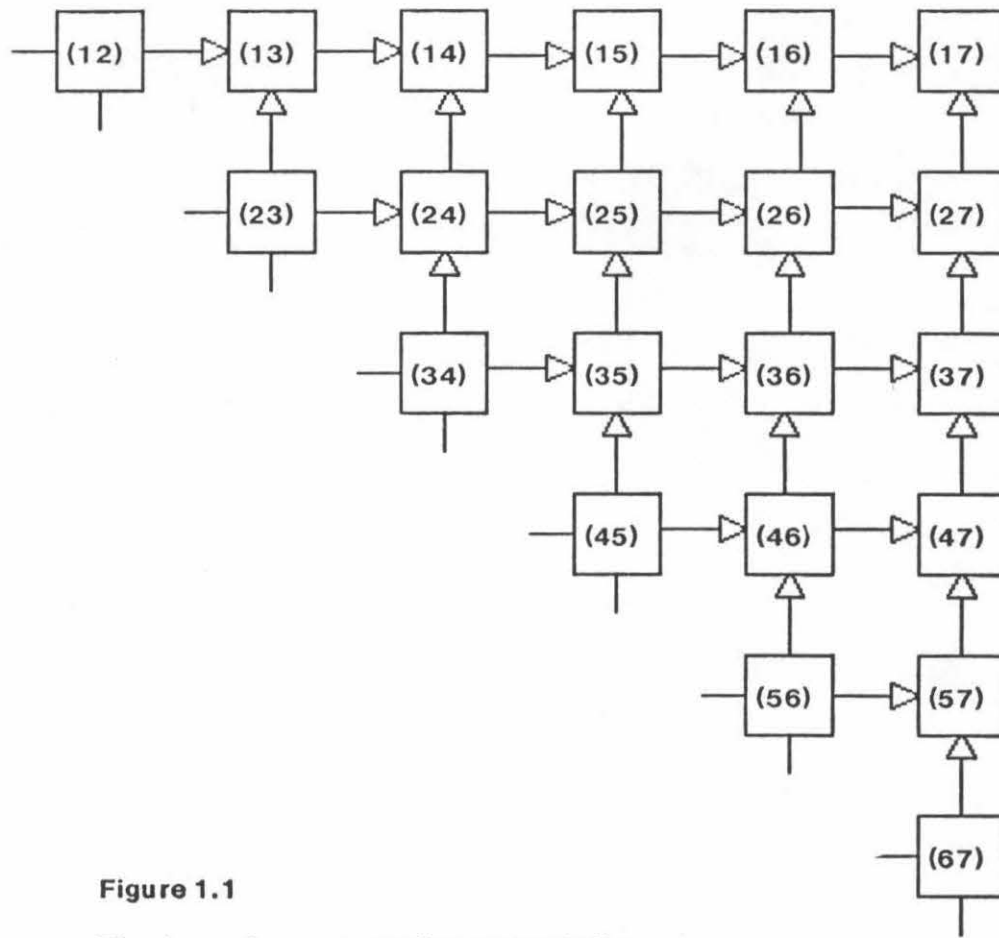 (12) (13) (14) (15) (16) (17)
(23) (24) (25) (26) (27)
(34) (35) (36) (37)
(45) (46) (47)
(56) (57)
(67)
Figure 1.1